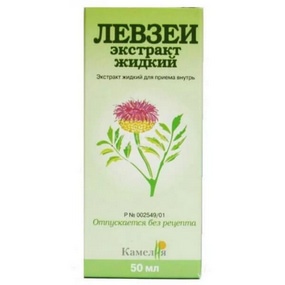 ЛЕВЗЕИ
экстракт
жидкий
Экстракт жидкий для приема внутрь
Р № 002549/01
Отпускается без рецепта
Камелия
50 мл